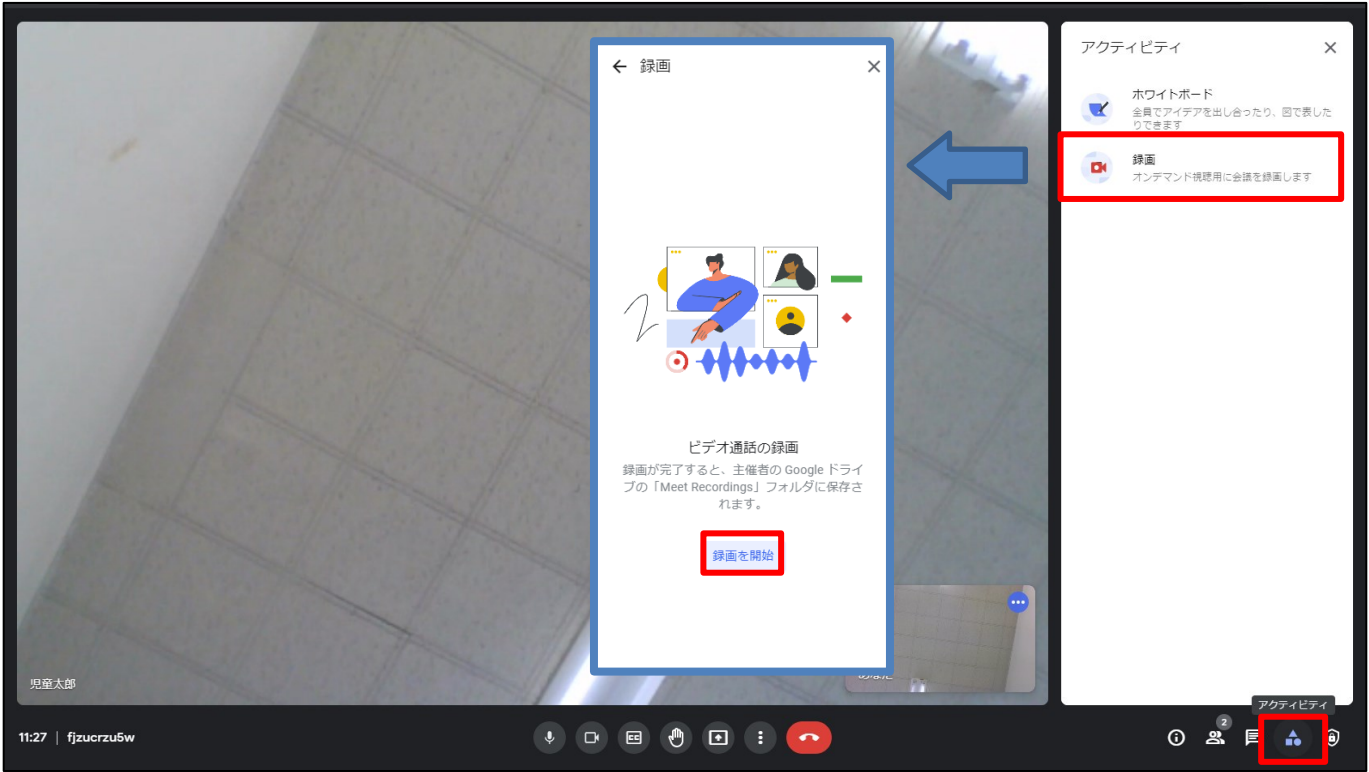 ← 録画
ビデオ通話の録画
録画が完了すると、主催者の Google ドライ
ブの「Meet Recordings」フォルダに保存さ
れます。
録画を開始
アクティビティ
ホワイトボード
全員でアイデアを出し合ったり、図で表した
りできます
録画
オンデマンド視聴用に会議を録画します
児童太郎
あなた
アクティビティ
11:27 | fjzucrzu5w
2